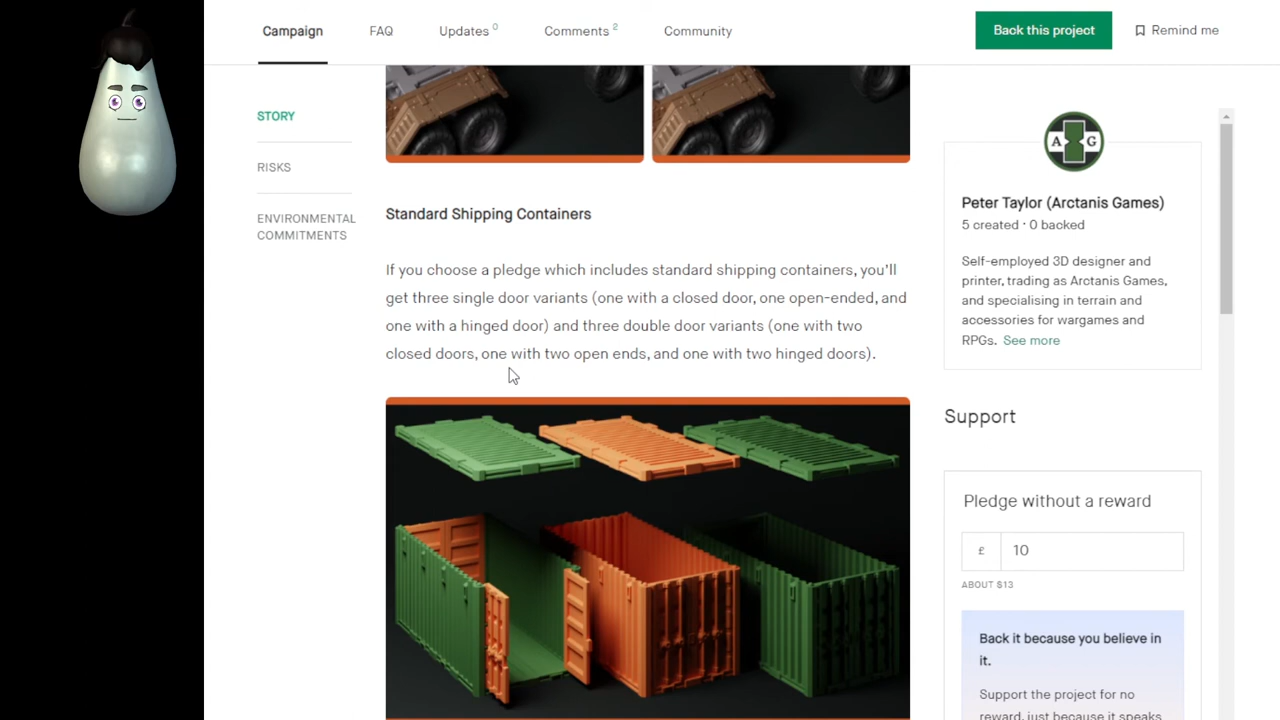 Campaign
FAQ
Updates 0
Comments 2
Community
Back this project
Remind me
STORY
RISKS
ENVIRONMENTAL
COMMITMENTS
Standard Shipping Containers
If you choose a pledge which includes standard shipping containers, you'll
get three single door variants (one with a closed door, one open-ended, and
one with a hinged door) and three double door variants (one with two
closed doors, one with two open ends, and one with two hinged doors).
A G
Peter Taylor (Arctanis Games)
5 created · 0 backed
Self-employed 3D designer and
printer, trading as Arctanis Games,
and specialising in terrain and
accessories for wargames and
RPGs. See more
Support
Pledge without a reward
£ 10
ABOUT $13
Back it because you believe in
it.
Support the project for no
reward, just because it speaks